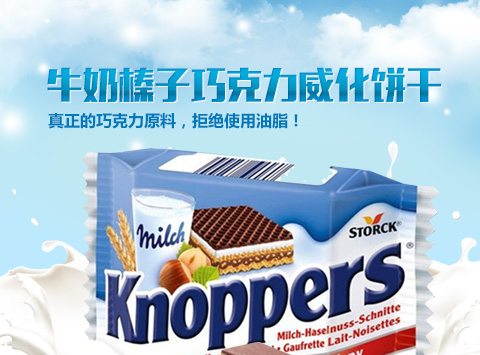 牛奶榛子巧克力威化饼干
真正的巧克力原料，拒绝使用油脂！
STORCK
Milch
Knoppers
Milch-Haselnuss-Schnitte
Gaufrette Lait-Noisettes